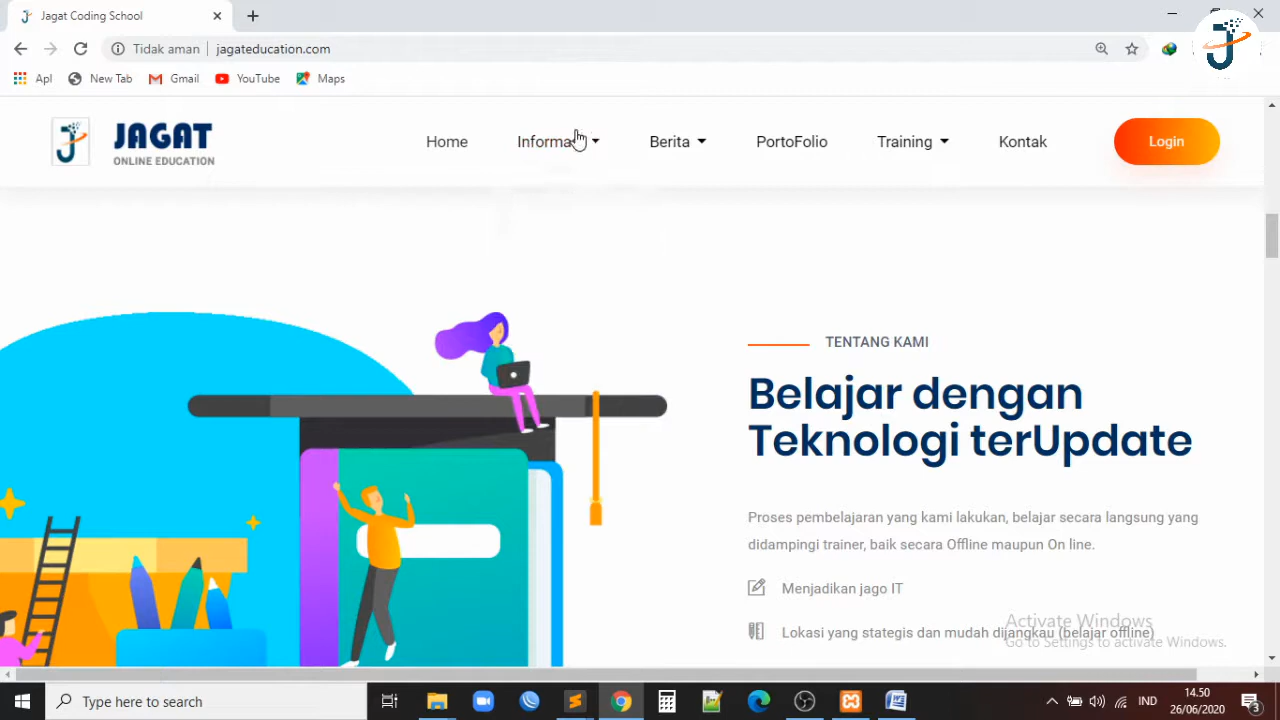 Jagat Coding School
Tidak aman
jagateducation.com
Apl
New Tab
Gmail
YouTube
Maps
JAGAT
ONLINE EDUCATION
Home
Berita
PortoFolio
Training
Kontak
Login
TENTANG KAMI
Belajar dengan
Teknologi terUpdate
Proses pembelajaran yang kami lakukan, belajar secara langsung yang
didampingi trainer, baik secara Offline maupun On line.
Menjadikan jago IT
Lokasi yang stategis dan mudah dijangkau (belajar offline)
Activate Windows
Go to Settings to activate Windows.
Type here to search
IND
14.50
26/06/2020
3